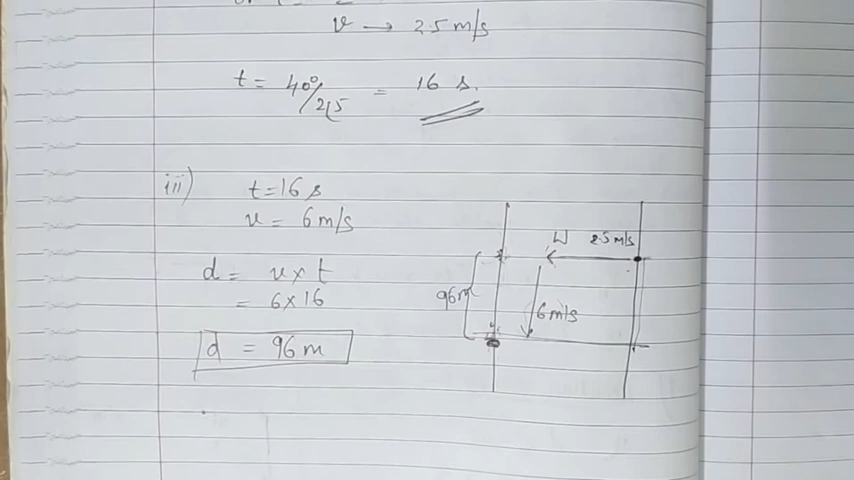 v → 2.5 m/s
t = 40/2.5 = 16 s.
iii) t = 16 s
v = 6 m/s
d = v × t
= 6 × 16
d = 96 m
W 2.5 m/s
96m
6 m/s